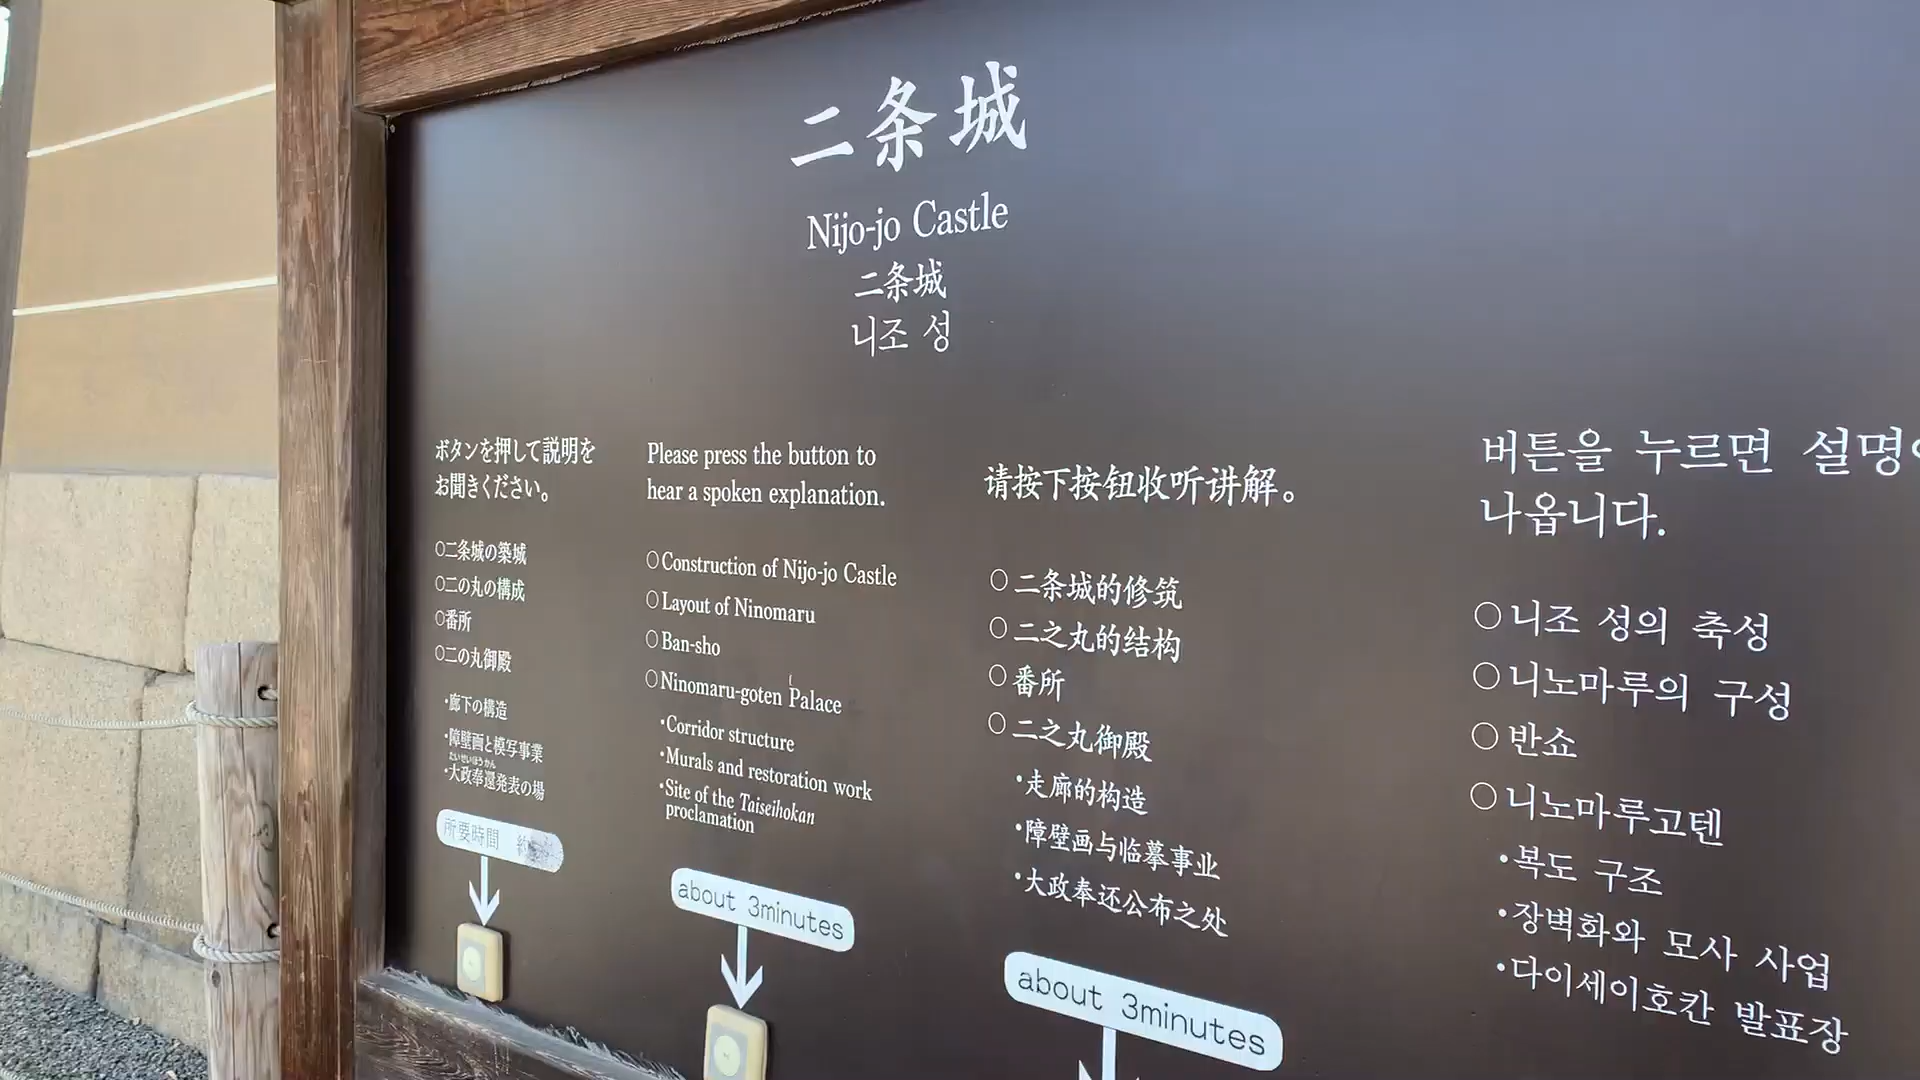 二条城
Nijo-jo Castle
二条城
니조 성
ボタンを押して説明を
お聞きください。
○二条城の築城
○二の丸の構成
○番所
○二の丸御殿
・廊下の構造
・障壁画と模写事業
たいせいほうかん
・大政奉還発表の場
所要時間 約
Please press the button to
hear a spoken explanation.
○Construction of Nijo-jo Castle
○Layout of Ninomaru
○Ban-sho
○Ninomaru-goten Palace
・Corridor structure
・Murals and restoration work
・Site of the Taiseihokan
proclamation
about 3minutes
请按下按钮收听讲解。
○二条城的修筑
○二之丸的结构
○番所
○二之丸御殿
・走廊的构造
・障壁画与临摹事业
・大政奉还公布之处
about 3minutes
버튼을 누르면 설명이
나옵니다.
○니조 성의 축성
○니노마루의 구성
○반쇼
○니노마루고텐
・복도 구조
・장벽화와 모사 사업
・다이세이호칸 발표장